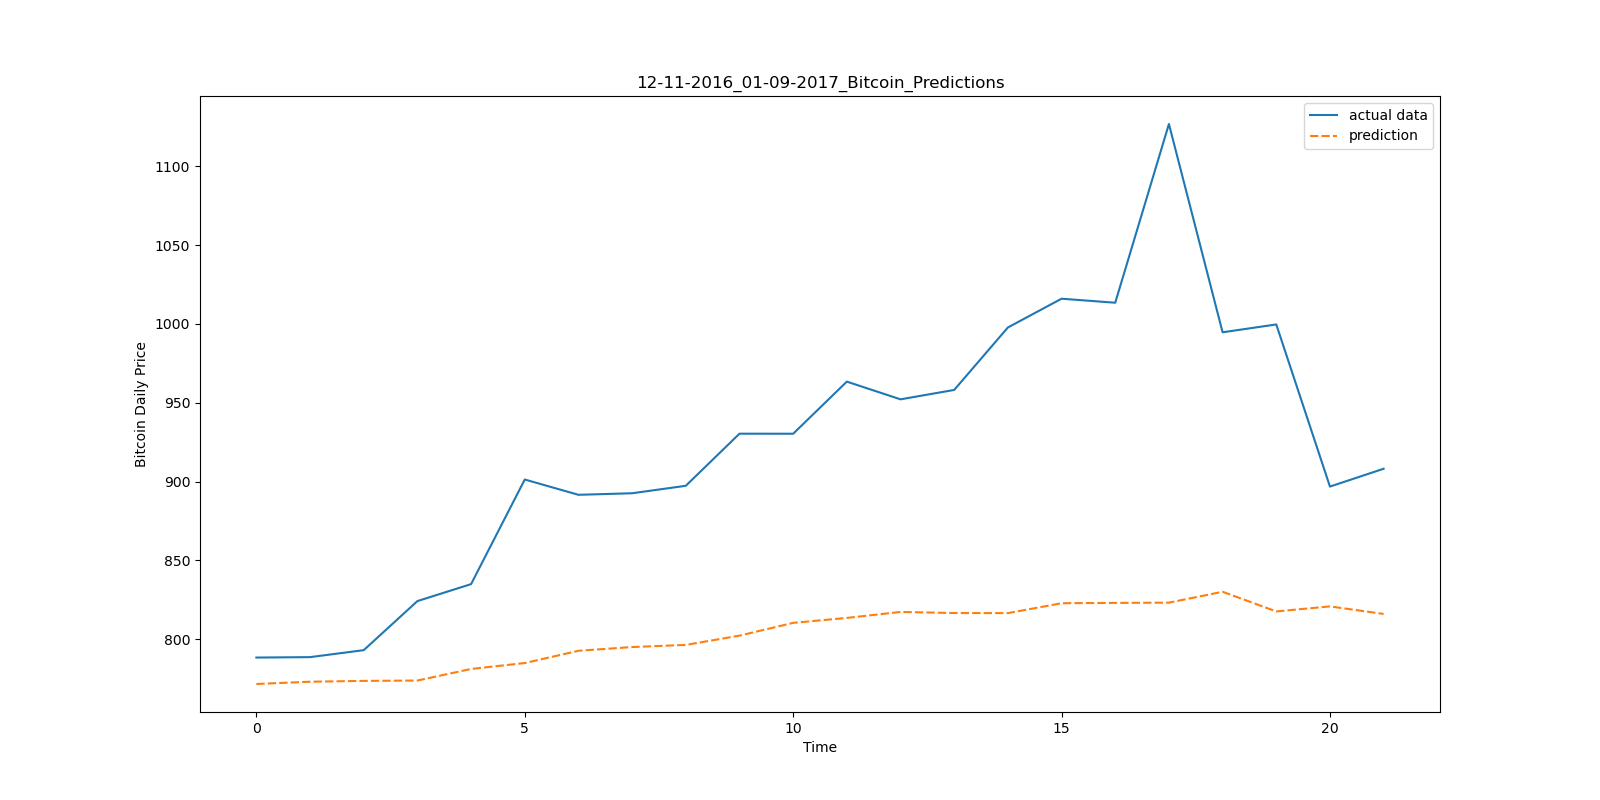 12-11-2016_01-09-2017_Bitcoin_Predictions
actual data
prediction
1100
1050
1000
950
900
850
800
Bitcoin Daily Price
0 5 10 15 20
Time